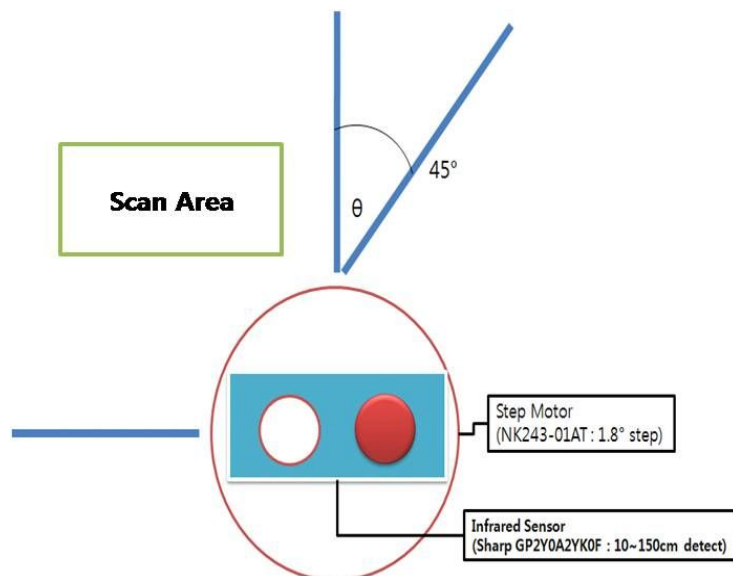 45°
Scan Area
θ
Step Motor
(NK243-01AT : 1.8° step)
Infrared Sensor
(Sharp GP2Y0A2YK0F : 10~150cm detect)